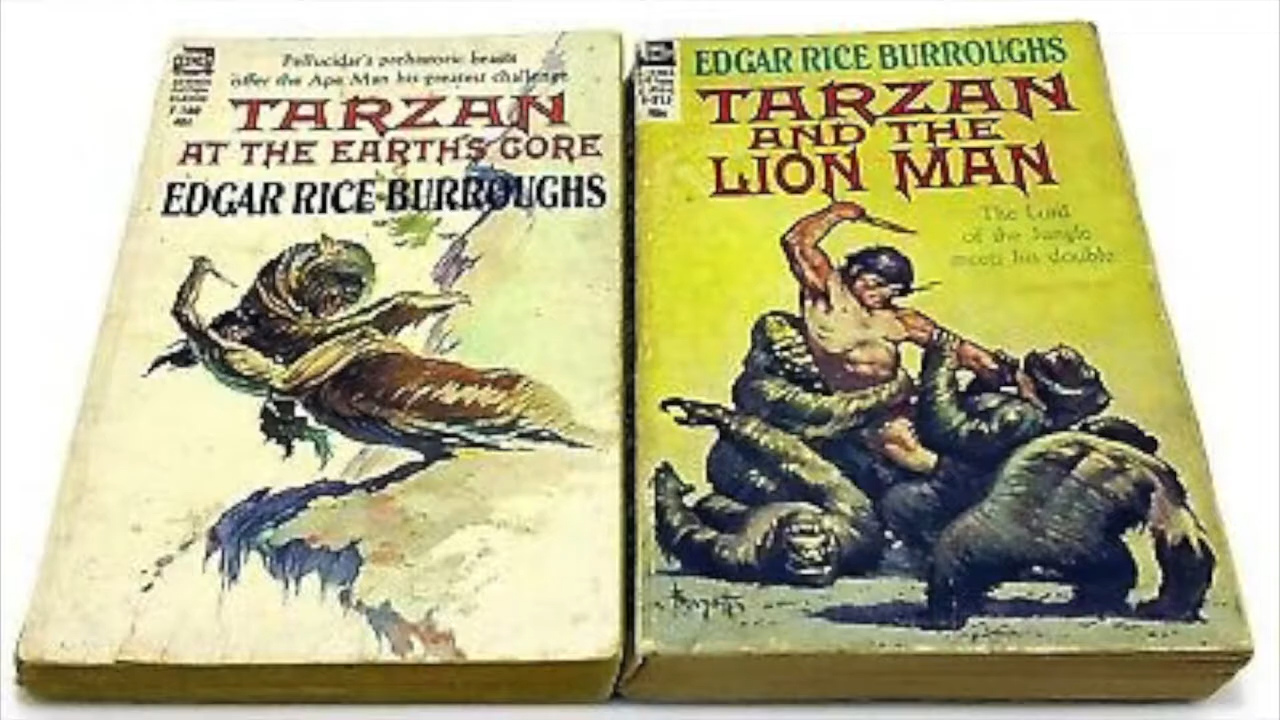 Pellucidar's prehistoric beasts
offer the Ape Man his greatest challenge
TARZAN
AT THE EARTH'S CORE
EDGAR RICE BURROUGHS
EDGAR RICE BURROUGHS
TARZAN
AND THE
LION MAN
The Lord
of the Jungle
meets his double